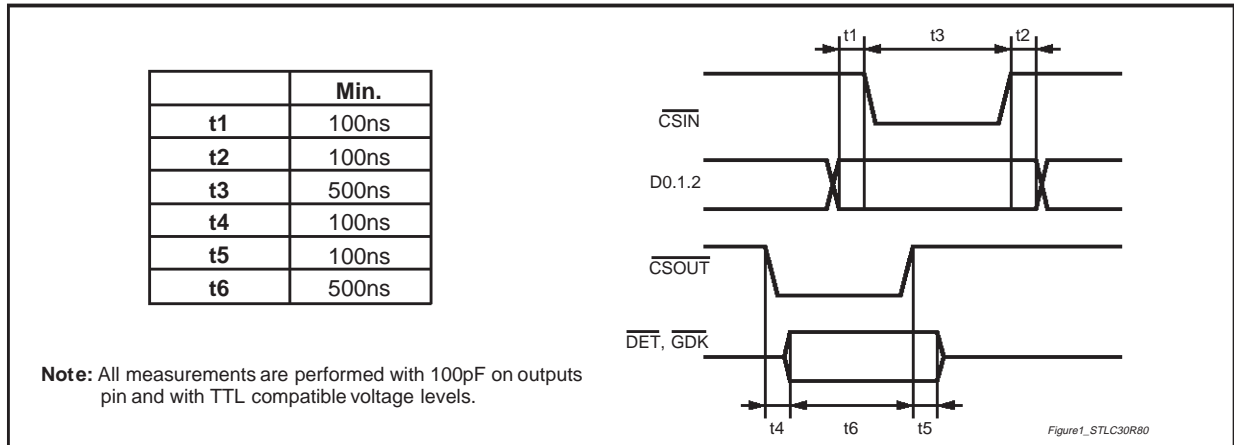 Min.
t1 100ns
t2 100ns
t3 500ns
t4 100ns
t5 100ns
t6 500ns
Note: All measurements are performed with 100pF on outputs
pin and with TTL compatible voltage levels.
t1 t3 t2
CSIN
D0.1.2
CSOUT
DET, GDK
t4 t6 t5
Figure1_STLC30R80